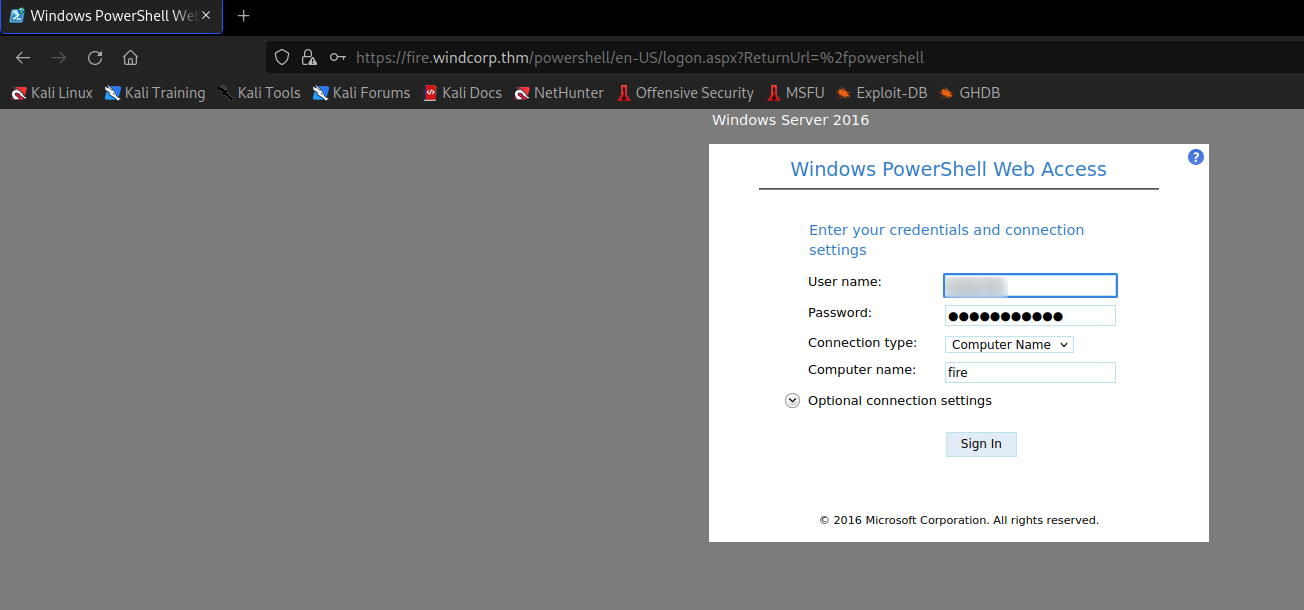 Windows PowerShell We
https://fire.windcorp.thm/powershell/en-US/logon.aspx?ReturnUrl=%2fpowershell
Kali Linux Kali Training Kali Tools Kali Forums Kali Docs NetHunter Offensive Security MSFU Exploit-DB GHDB
Windows Server 2016
?
Windows PowerShell Web Access
Enter your credentials and connection
settings
User name:
Password: ●●●●●●●●●●●
Connection type: Computer Name
Computer name: fire
Optional connection settings
Sign In
© 2016 Microsoft Corporation. All rights reserved.